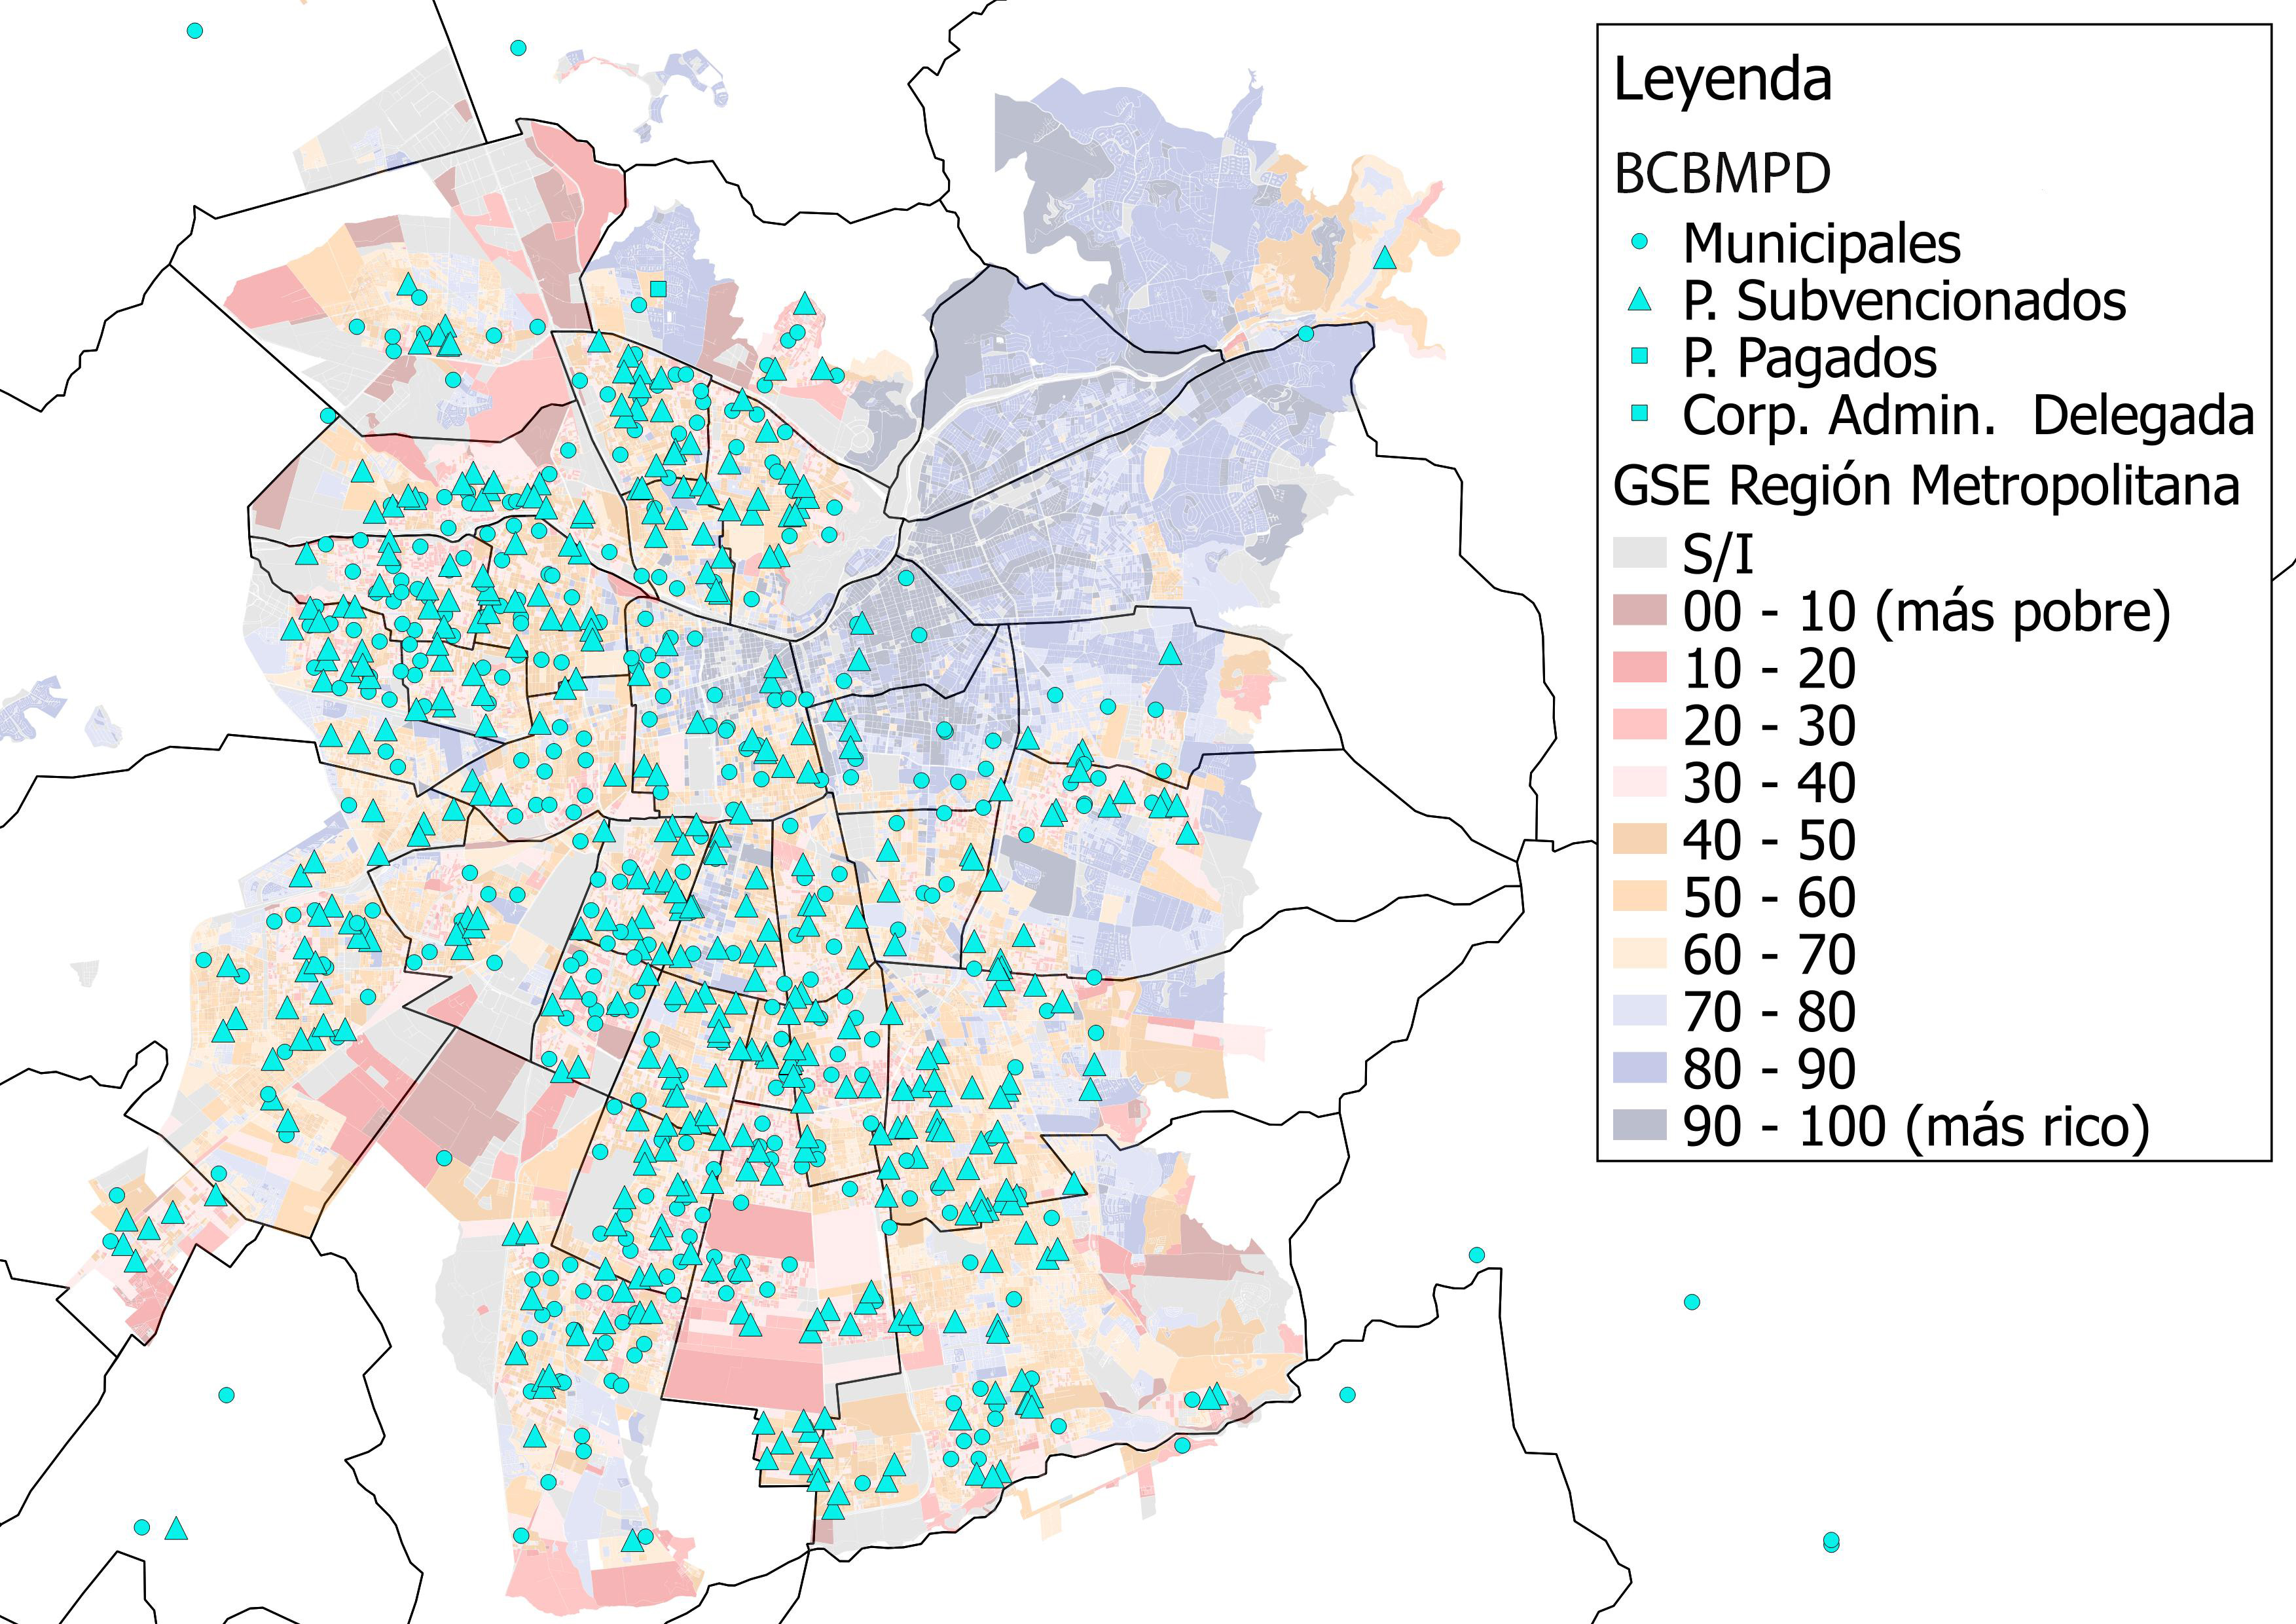 Leyenda
BCBMPD
Municipales
P. Subvencionados
P. Pagados
Corp. Admin. Delegada
GSE Región Metropolitana
S/I
00 - 10 (más pobre)
10 - 20
20 - 30
30 - 40
40 - 50
50 - 60
60 - 70
70 - 80
80 - 90
90 - 100 (más rico)